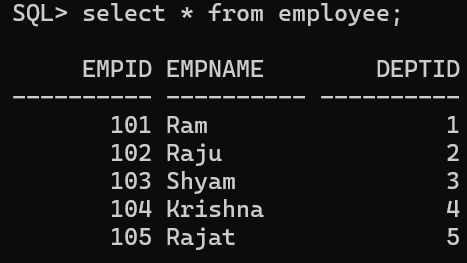 SQL> select * from employee;
EMPID EMPNAME DEPTID
---------- ---------- ----------
101 Ram 1
102 Raju 2
103 Shyam 3
104 Krishna 4
105 Rajat 5